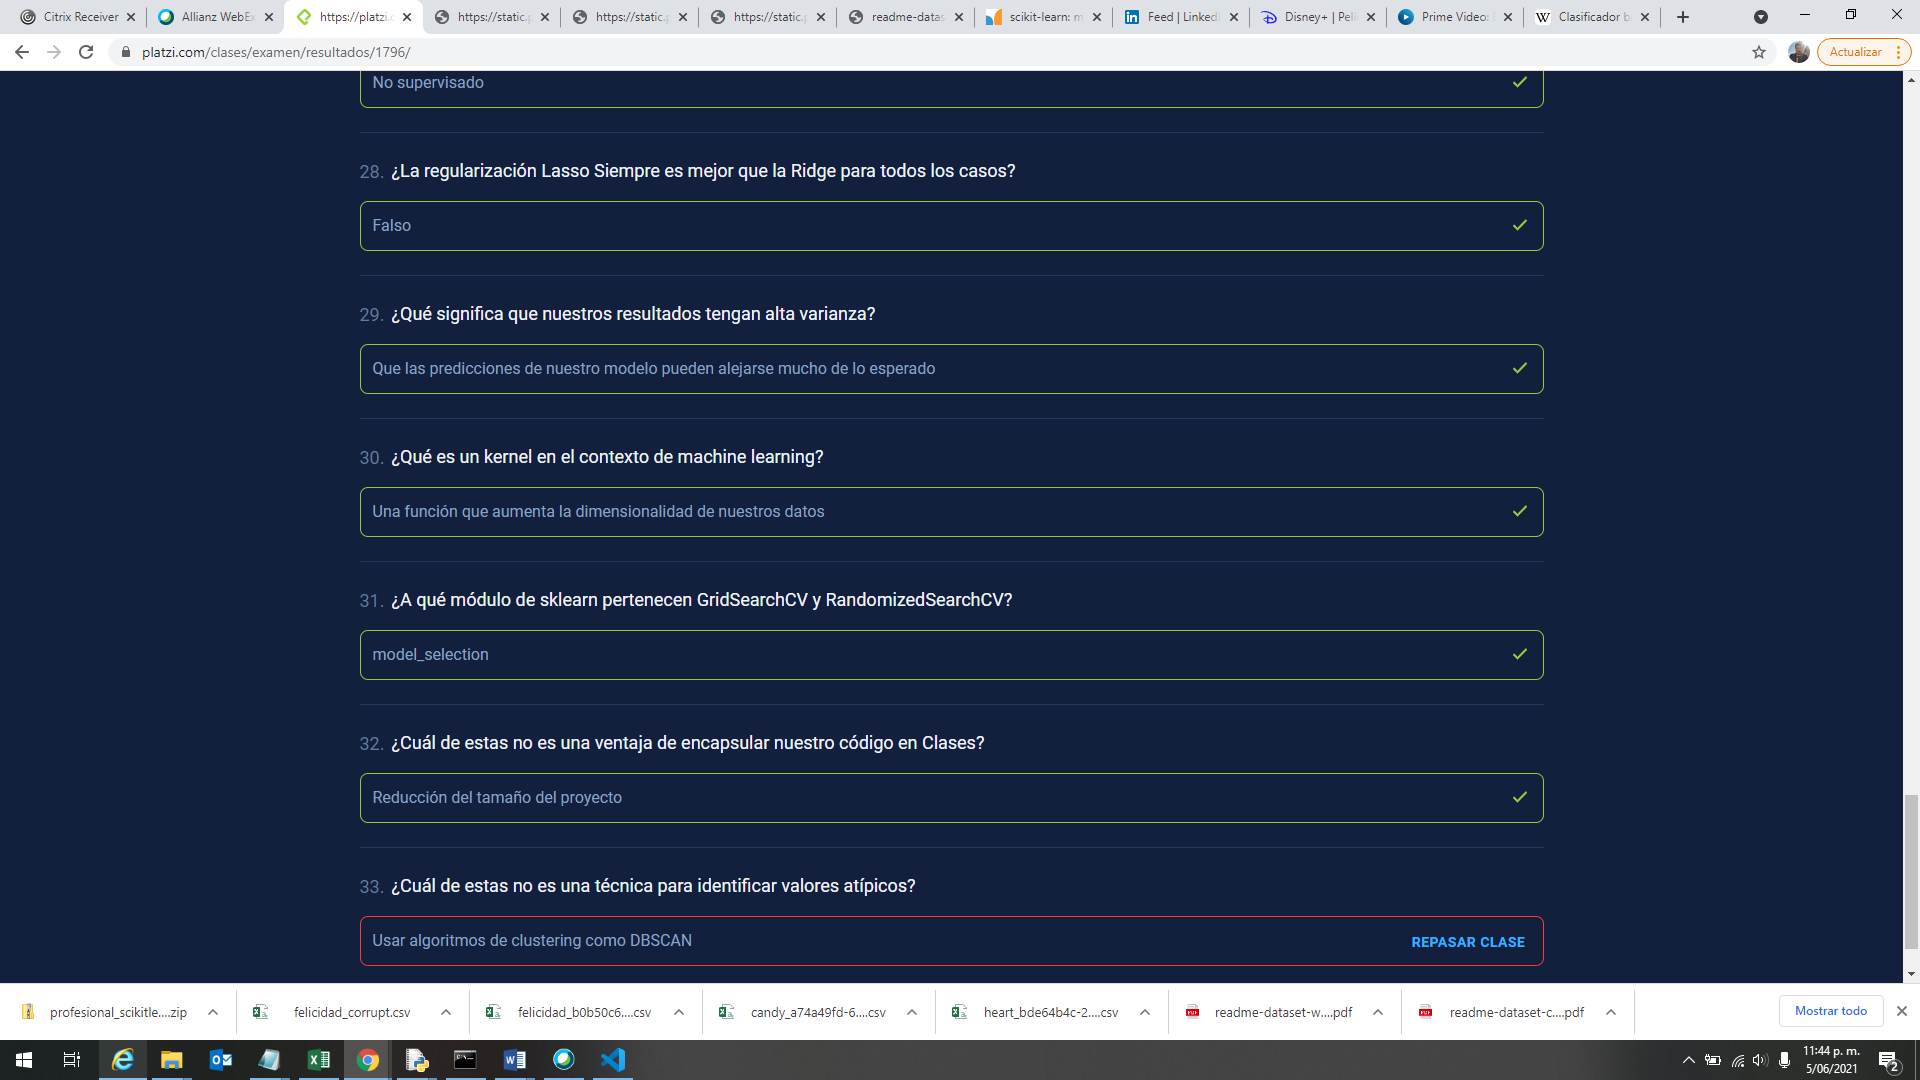 Citrix Receiver
Allianz WebEx
https://platzi.c
https://static.p
https://static.p
https://static.p
readme-datas
scikit-learn: m
Feed | LinkedI
Disney+ | Pelí
Prime Video:
Clasificador b
platzi.com/clases/examen/resultados/1796/
Actualizar
No supervisado
28. ¿La regularización Lasso Siempre es mejor que la Ridge para todos los casos?
Falso
29. ¿Qué significa que nuestros resultados tengan alta varianza?
Que las predicciones de nuestro modelo pueden alejarse mucho de lo esperado
30. ¿Qué es un kernel en el contexto de machine learning?
Una función que aumenta la dimensionalidad de nuestros datos
31. ¿A qué módulo de sklearn pertenecen GridSearchCV y RandomizedSearchCV?
model_selection
32. ¿Cuál de estas no es una ventaja de encapsular nuestro código en Clases?
Reducción del tamaño del proyecto
33. ¿Cuál de estas no es una técnica para identificar valores atípicos?
Usar algoritmos de clustering como DBSCAN
REPASAR CLASE
profesional_scikitle....zip
felicidad_corrupt.csv
felicidad_b0b50c6....csv
candy_a74a49fd-6....csv
heart_bde64b4c-2....csv
readme-dataset-w....pdf
readme-dataset-c....pdf
Mostrar todo
11:44 p. m.
5/06/2021
2